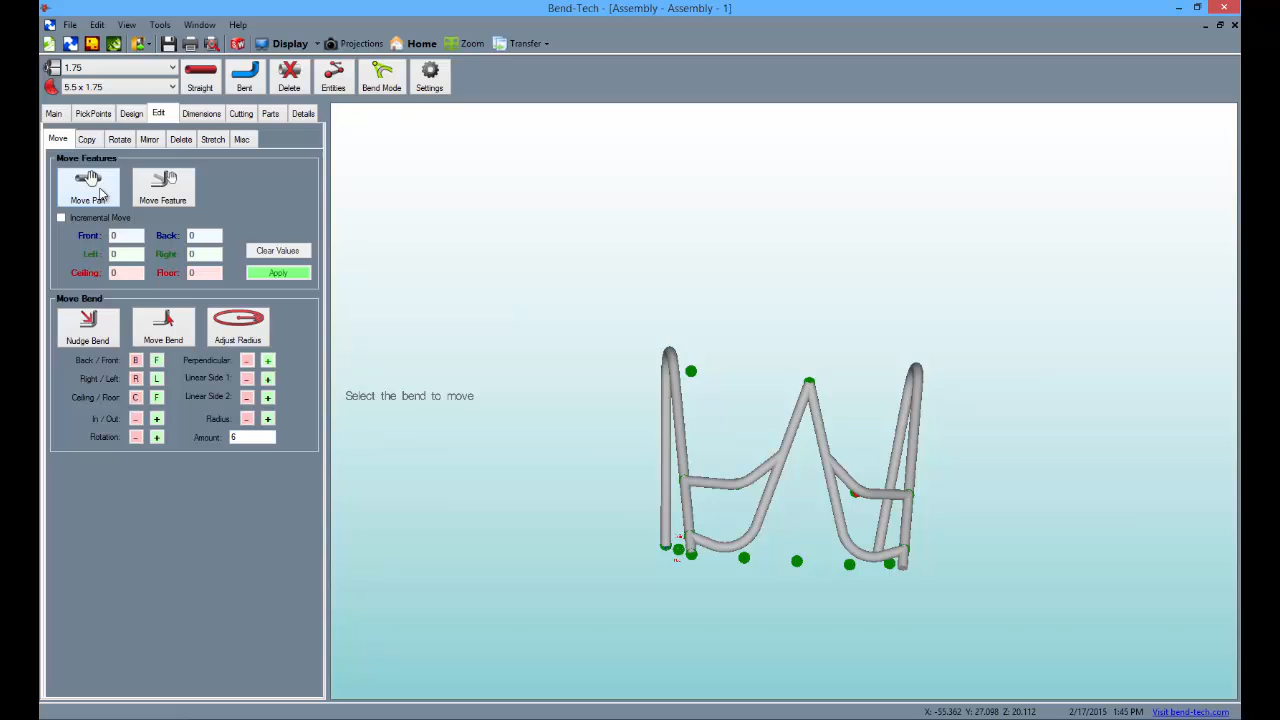 Bend-Tech - [Assembly - Assembly - 1]
File Edit View Tools Window Help
Display Projections Home Zoom Transfer
1.75
5.5 x 1.75
Straight Bent Delete Entities Bend Mode Settings
Main PickPoints Design Edit Dimensions Cutting Parts Details
Move Copy Rotate Mirror Delete Stretch Misc
Move Features
Move Part Move Feature
Incremental Move
Front: 0 Back: 0
Left: 0 Right: 0 Clear Values
Ceiling: 0 Floor: 0 Apply
Move Bend
Nudge Bend Move Bend Adjust Radius
Back / Front: B F Perpendicular: - +
Right / Left: R L Linear Side 1: - +
Ceiling / Floor: C F Linear Side 2: - +
In / Out: - + Radius: - +
Rotation: - + Amount: 6
Select the bend to move
X: -55.362 Y: 27.098 Z: 20.112 2/17/2015 1:45 PM Visit bend-tech.com